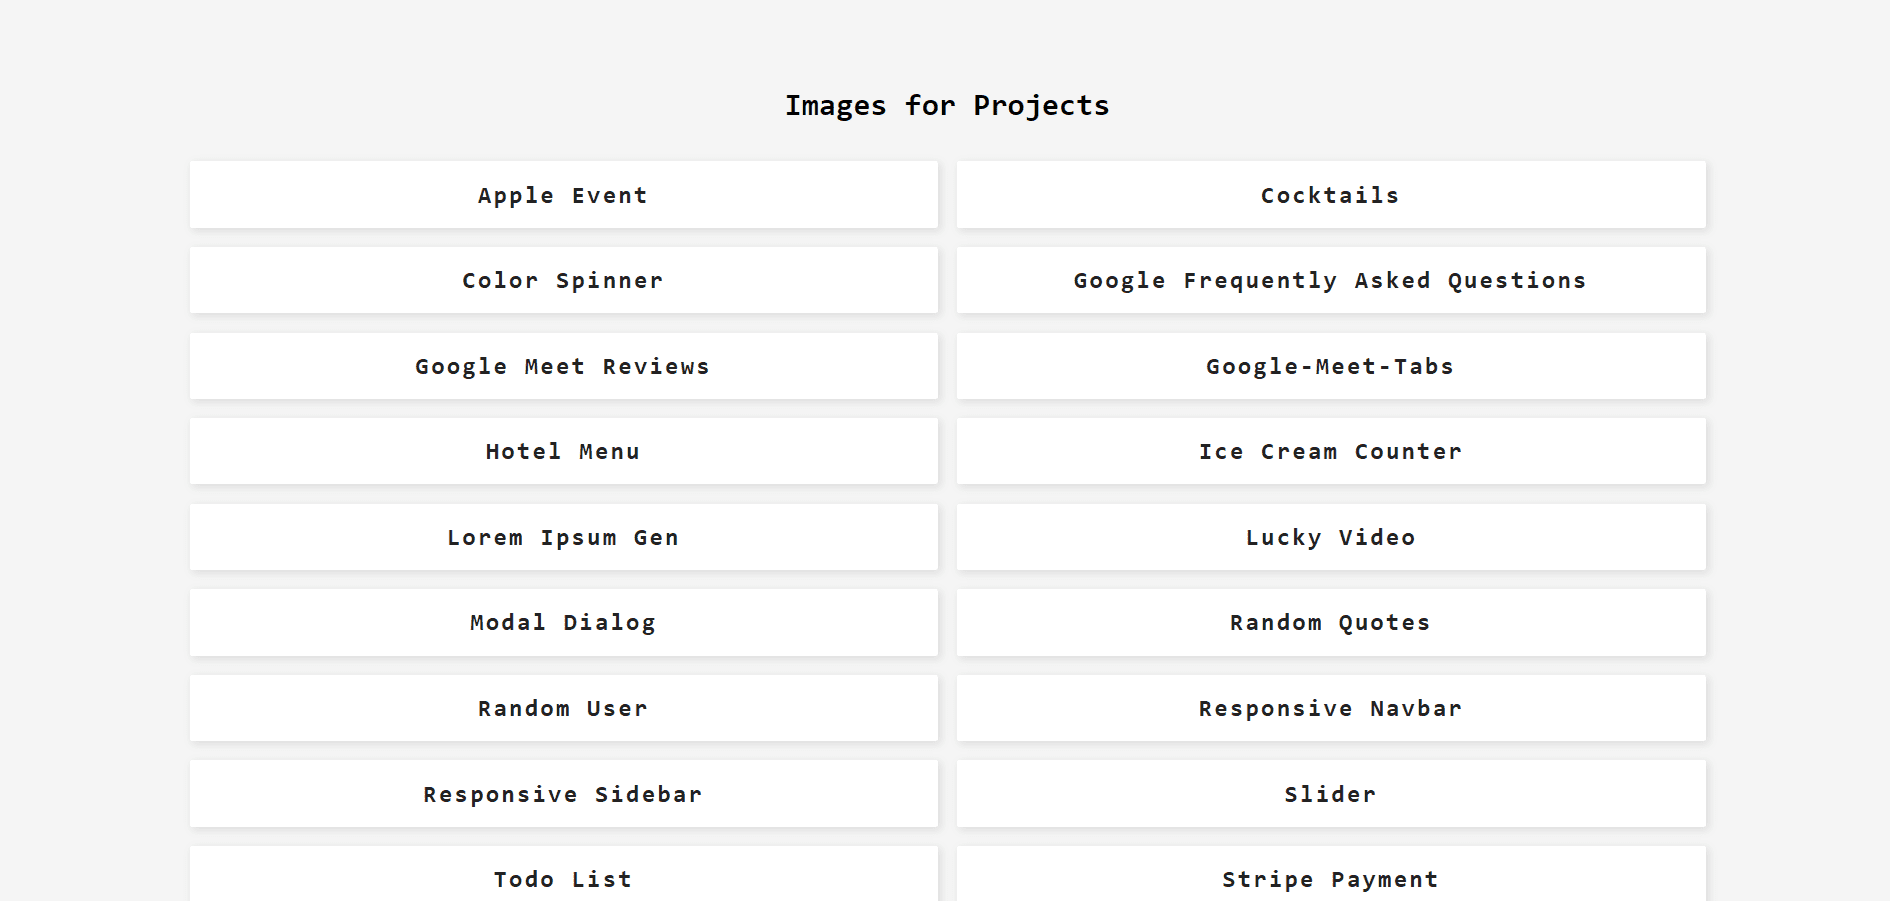 Images for Projects
Apple Event
Cocktails
Color Spinner
Google Frequently Asked Questions
Google Meet Reviews
Google-Meet-Tabs
Hotel Menu
Ice Cream Counter
Lorem Ipsum Gen
Lucky Video
Modal Dialog
Random Quotes
Random User
Responsive Navbar
Responsive Sidebar
Slider
Todo List
Stripe Payment